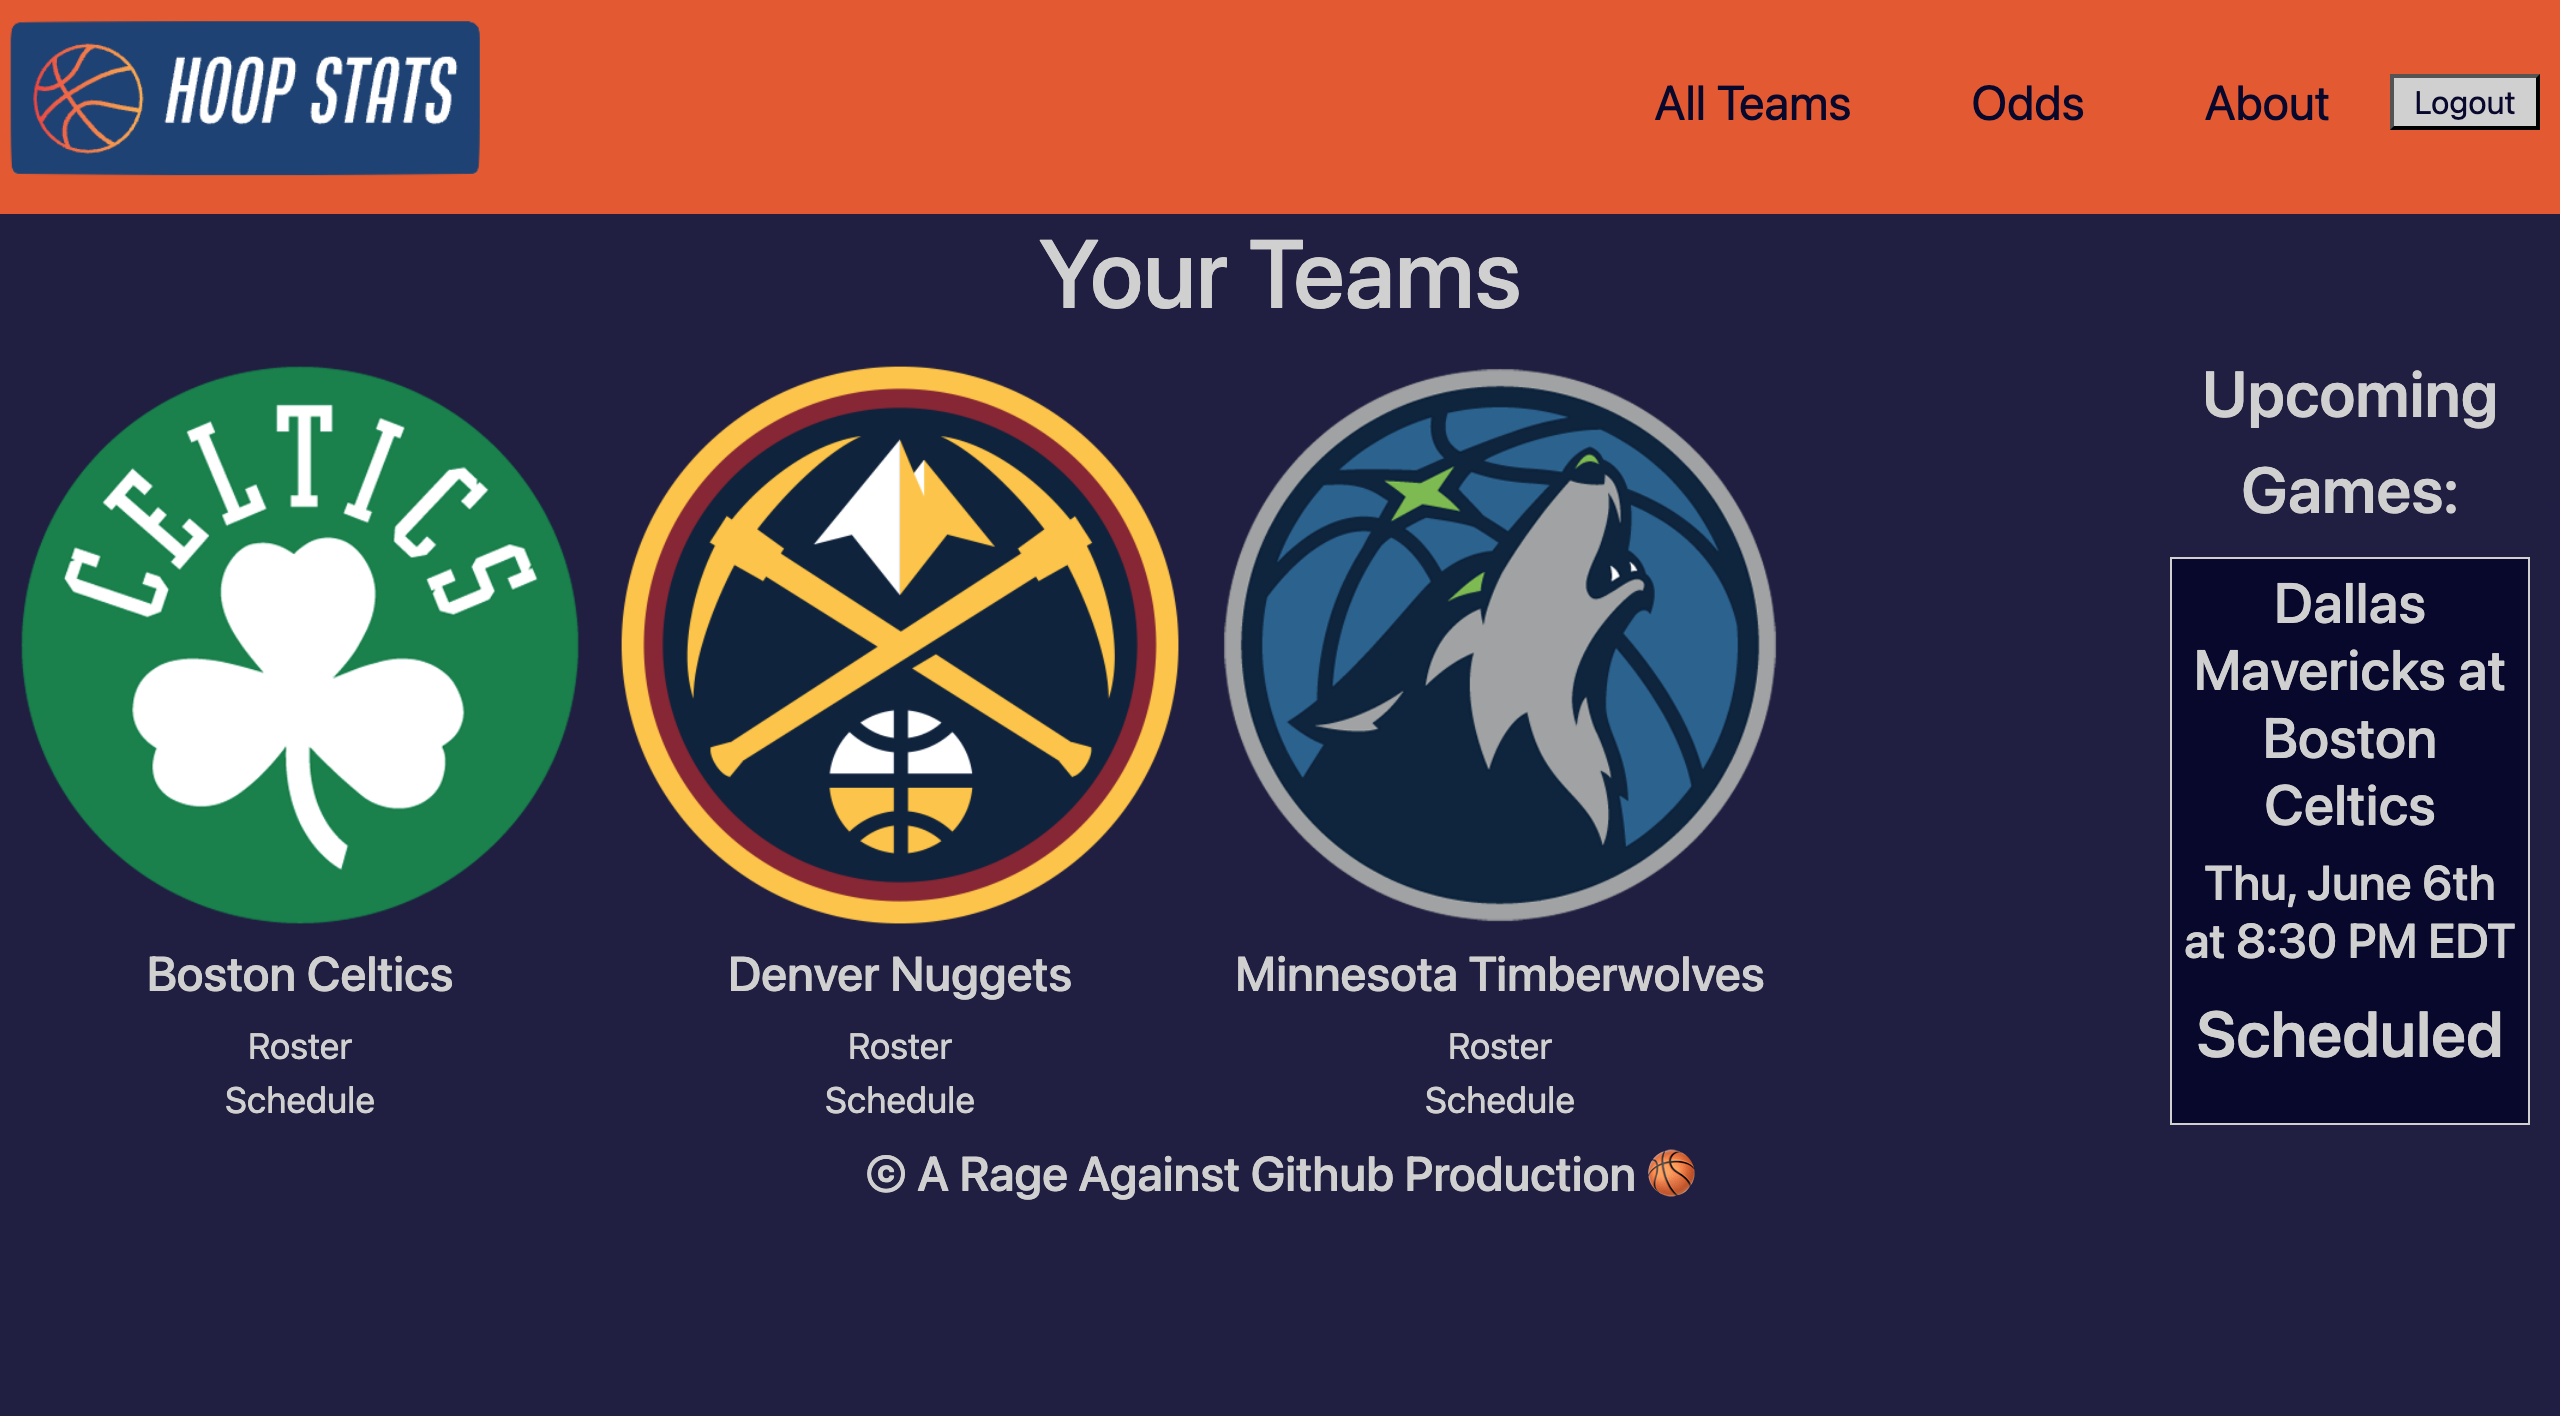 HOOP STATS
All Teams
Odds
About
Logout
Your Teams
CELTICS
Boston Celtics
Roster
Schedule
Denver Nuggets
Roster
Schedule
Minnesota Timberwolves
Roster
Schedule
Upcoming
Games:
Dallas
Mavericks at
Boston
Celtics
Thu, June 6th
at 8:30 PM EDT
Scheduled
© A Rage Against Github Production 🏀